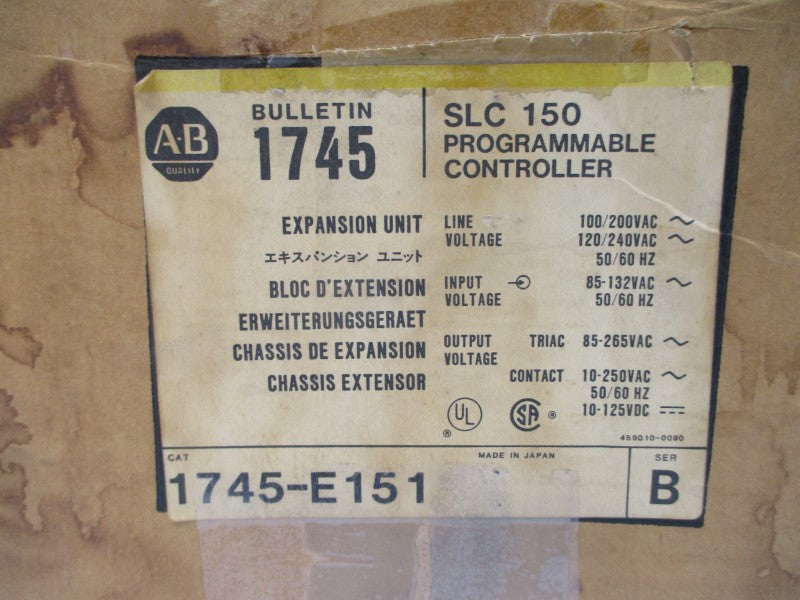 A-B
QUALITY
BULLETIN
1745
SLC 150
PROGRAMMABLE
CONTROLLER
EXPANSION UNIT
エキスパンション ユニット
BLOC D'EXTENSION
ERWEITERUNGSGERAET
CHASSIS DE EXPANSION
CHASSIS EXTENSOR
LINE 100/200VAC ~
VOLTAGE 120/240VAC ~
50/60 HZ
INPUT 85-132VAC ~
VOLTAGE 50/60 HZ
OUTPUT TRIAC 85-265VAC ~
VOLTAGE
CONTACT 10-250VAC ~
50/60 HZ
10-125VDC ⎓
UL ®
SA ®
459010-0090
CAT
1745-E151
MADE IN JAPAN
SER
B